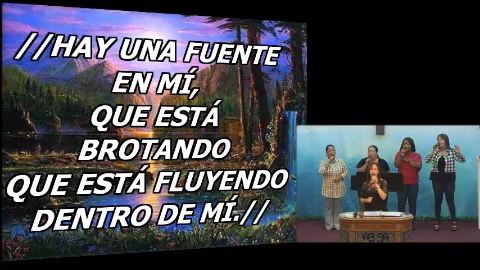 //HAY UNA FUENTE
EN MÍ,
QUE ESTÁ
BROTANDO
QUE ESTÁ FLUYENDO
DENTRO DE MÍ.//